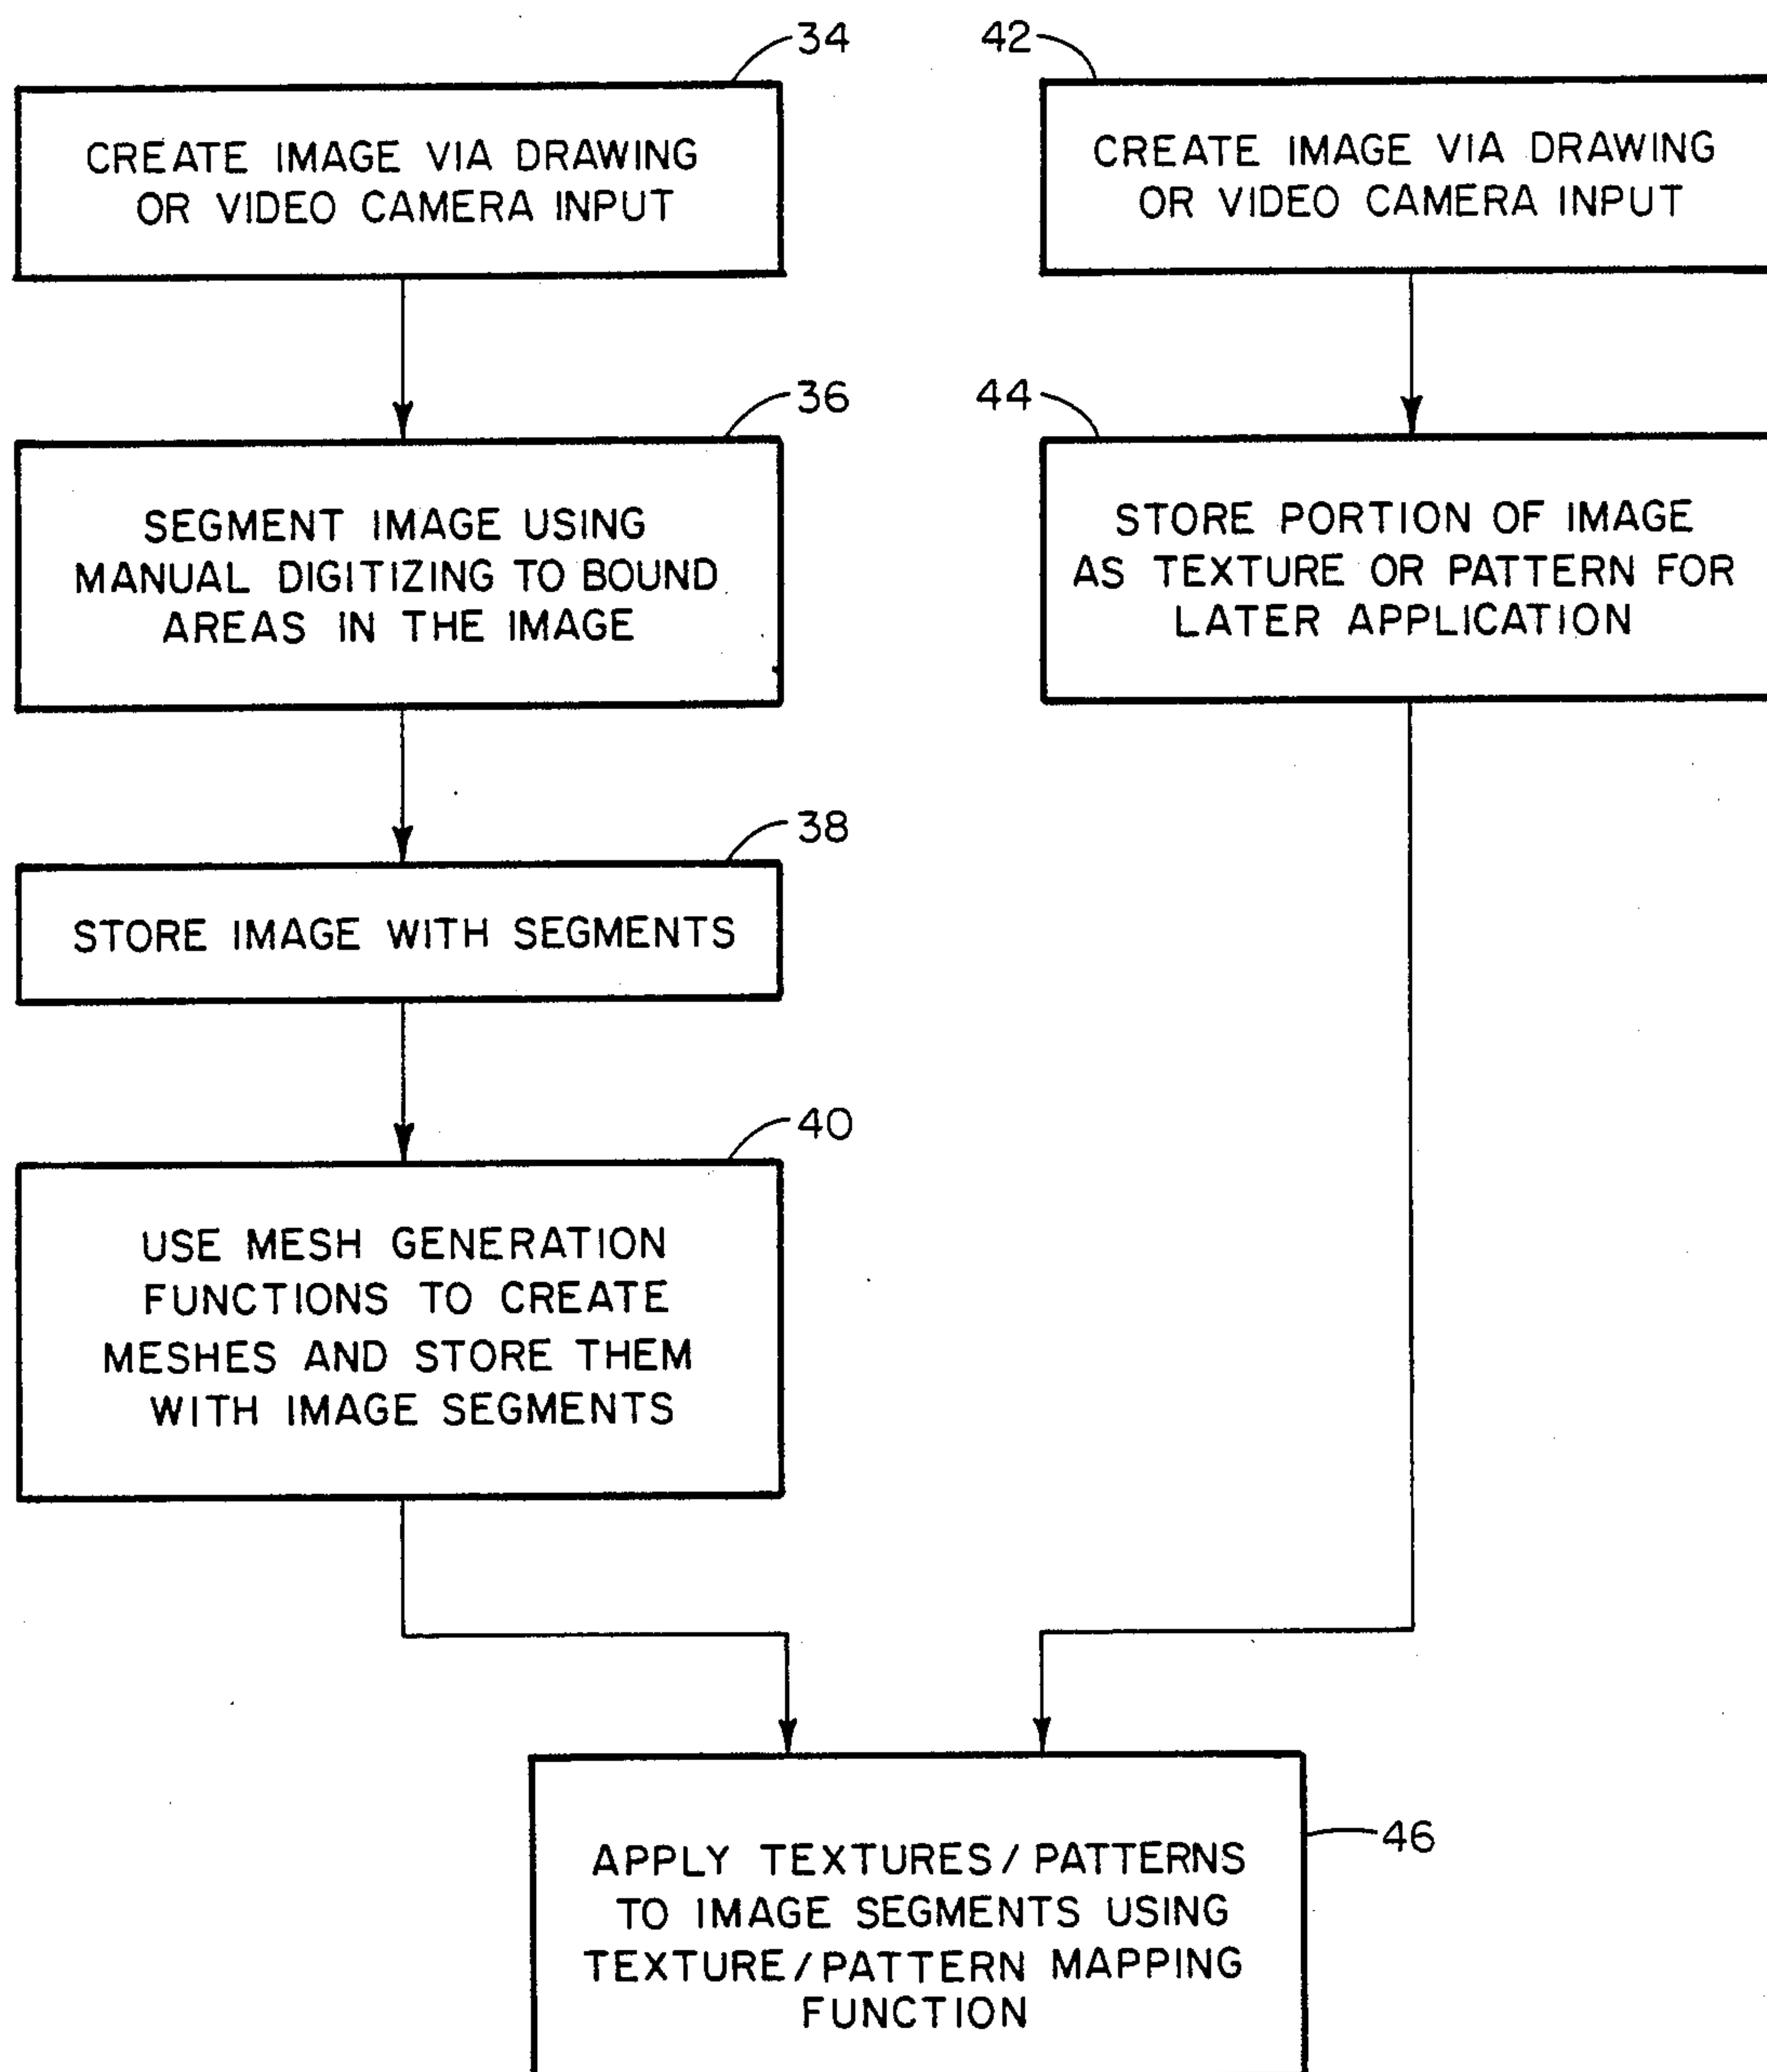 34
CREATE IMAGE VIA DRAWING
OR VIDEO CAMERA INPUT
36
SEGMENT IMAGE USING
MANUAL DIGITIZING TO BOUND
AREAS IN THE IMAGE
38
STORE IMAGE WITH SEGMENTS
40
USE MESH GENERATION
FUNCTIONS TO CREATE
MESHES AND STORE THEM
WITH IMAGE SEGMENTS
42
CREATE IMAGE VIA DRAWING
OR VIDEO CAMERA INPUT
44
STORE PORTION OF IMAGE
AS TEXTURE OR PATTERN FOR
LATER APPLICATION
46
APPLY TEXTURES/PATTERNS
TO IMAGE SEGMENTS USING
TEXTURE/PATTERN MAPPING
FUNCTION